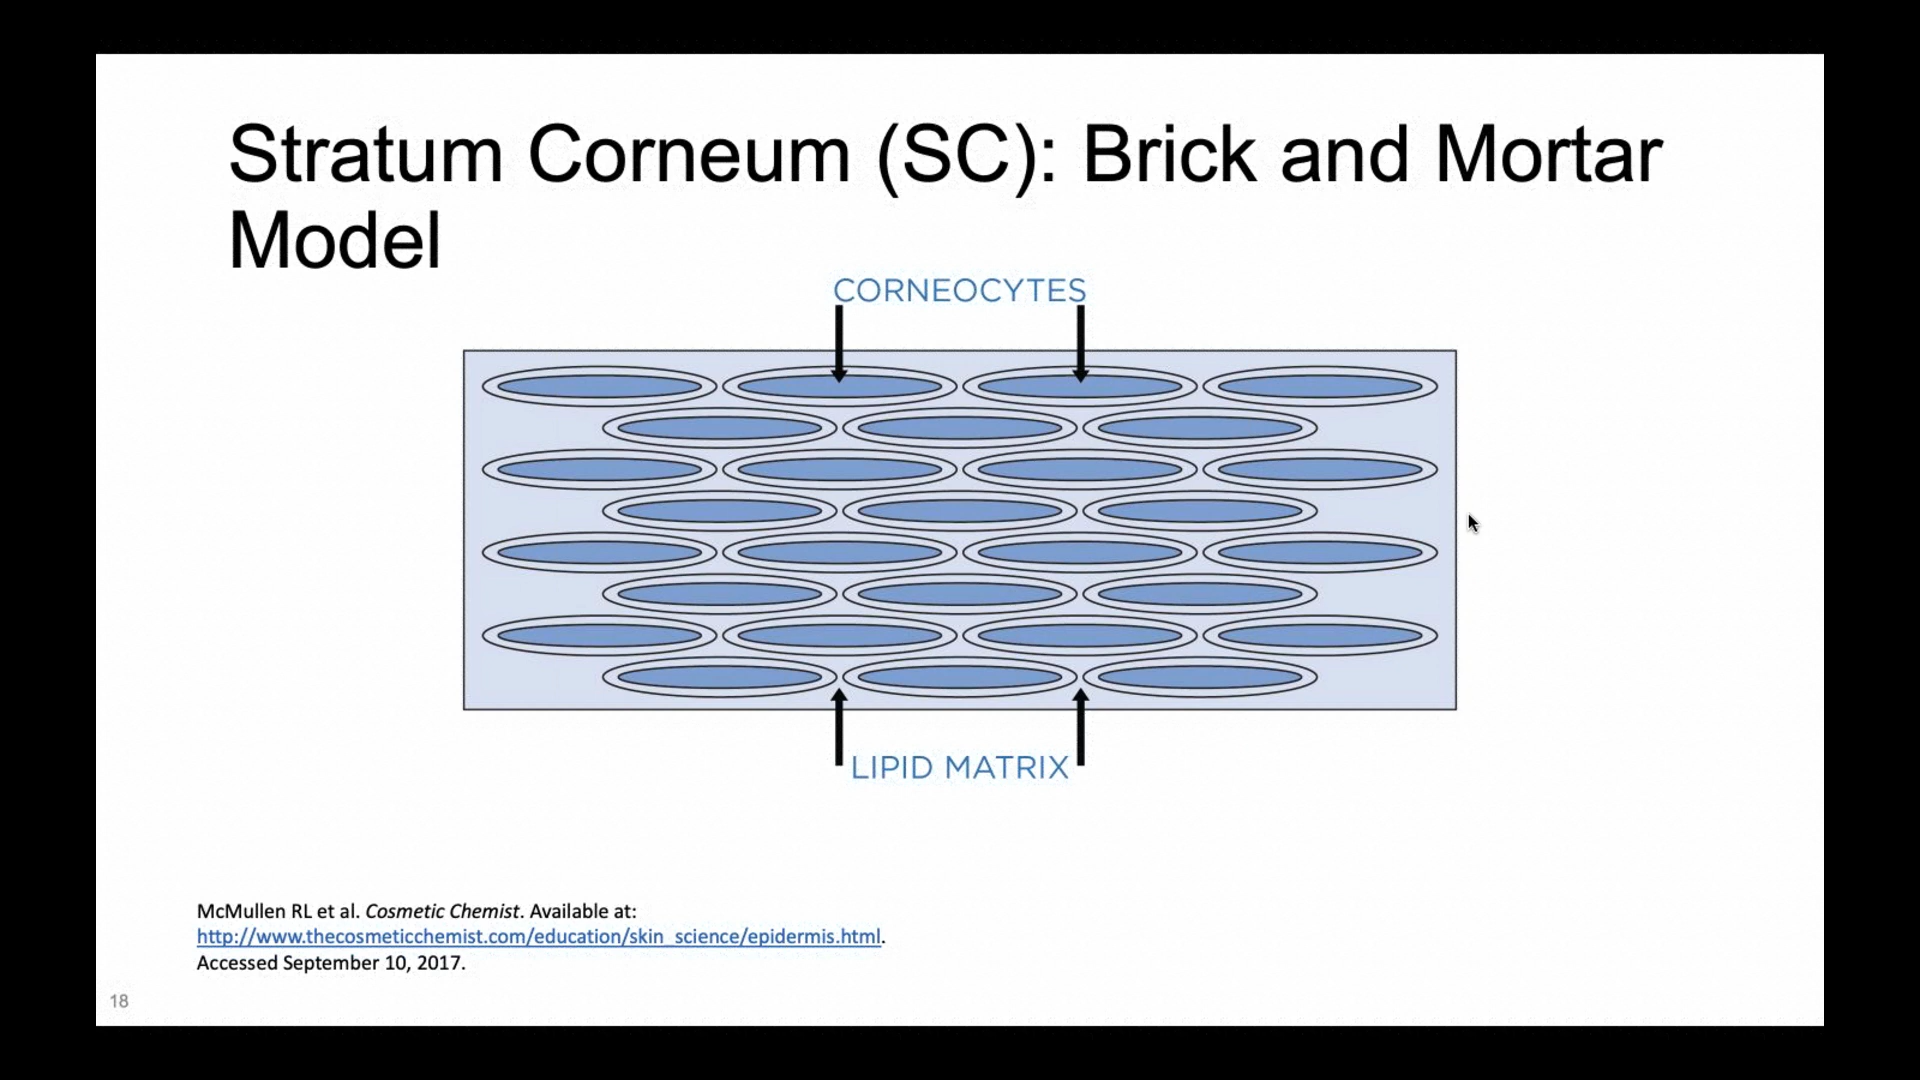 Stratum Corneum (SC): Brick and Mortar
Model
CORNEOCYTES
LIPID MATRIX
McMullen RL et al. Cosmetic Chemist. Available at:
http://www.thecosmeticchemist.com/education/skin_science/epidermis.html.
Accessed September 10, 2017.
18